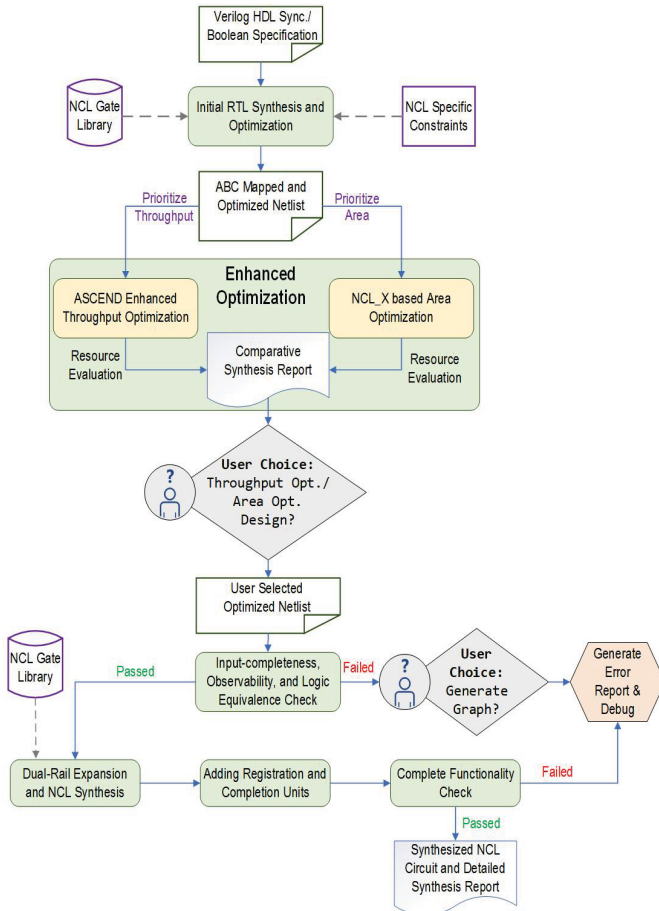 Verilog HDL Sync./
Boolean Specification
NCL Gate
Library
Initial RTL Synthesis and
Optimization
NCL Specific
Constraints
Prioritize
Throughput
ABC Mapped and
Optimized Netlist
Prioritize
Area
Enhanced
Optimization
ASCEND Enhanced
Throughput Optimization
NCL_X based Area
Optimization
Resource
Evaluation
Comparative
Synthesis Report
Resource
Evaluation
?
User Choice:
Throughput Opt./
Area Opt.
Design?
User Selected
Optimized Netlist
NCL Gate
Library
Passed
Input-completeness,
Observability, and Logic
Equivalence Check
Failed
?
User
Choice:
Generate
Graph?
Generate
Error
Report &
Debug
Dual-Rail Expansion
and NCL Synthesis
Adding Registration and
Completion Units
Complete Functionality
Check
Failed
Passed
Synthesized NCL
Circuit and Detailed
Synthesis Report